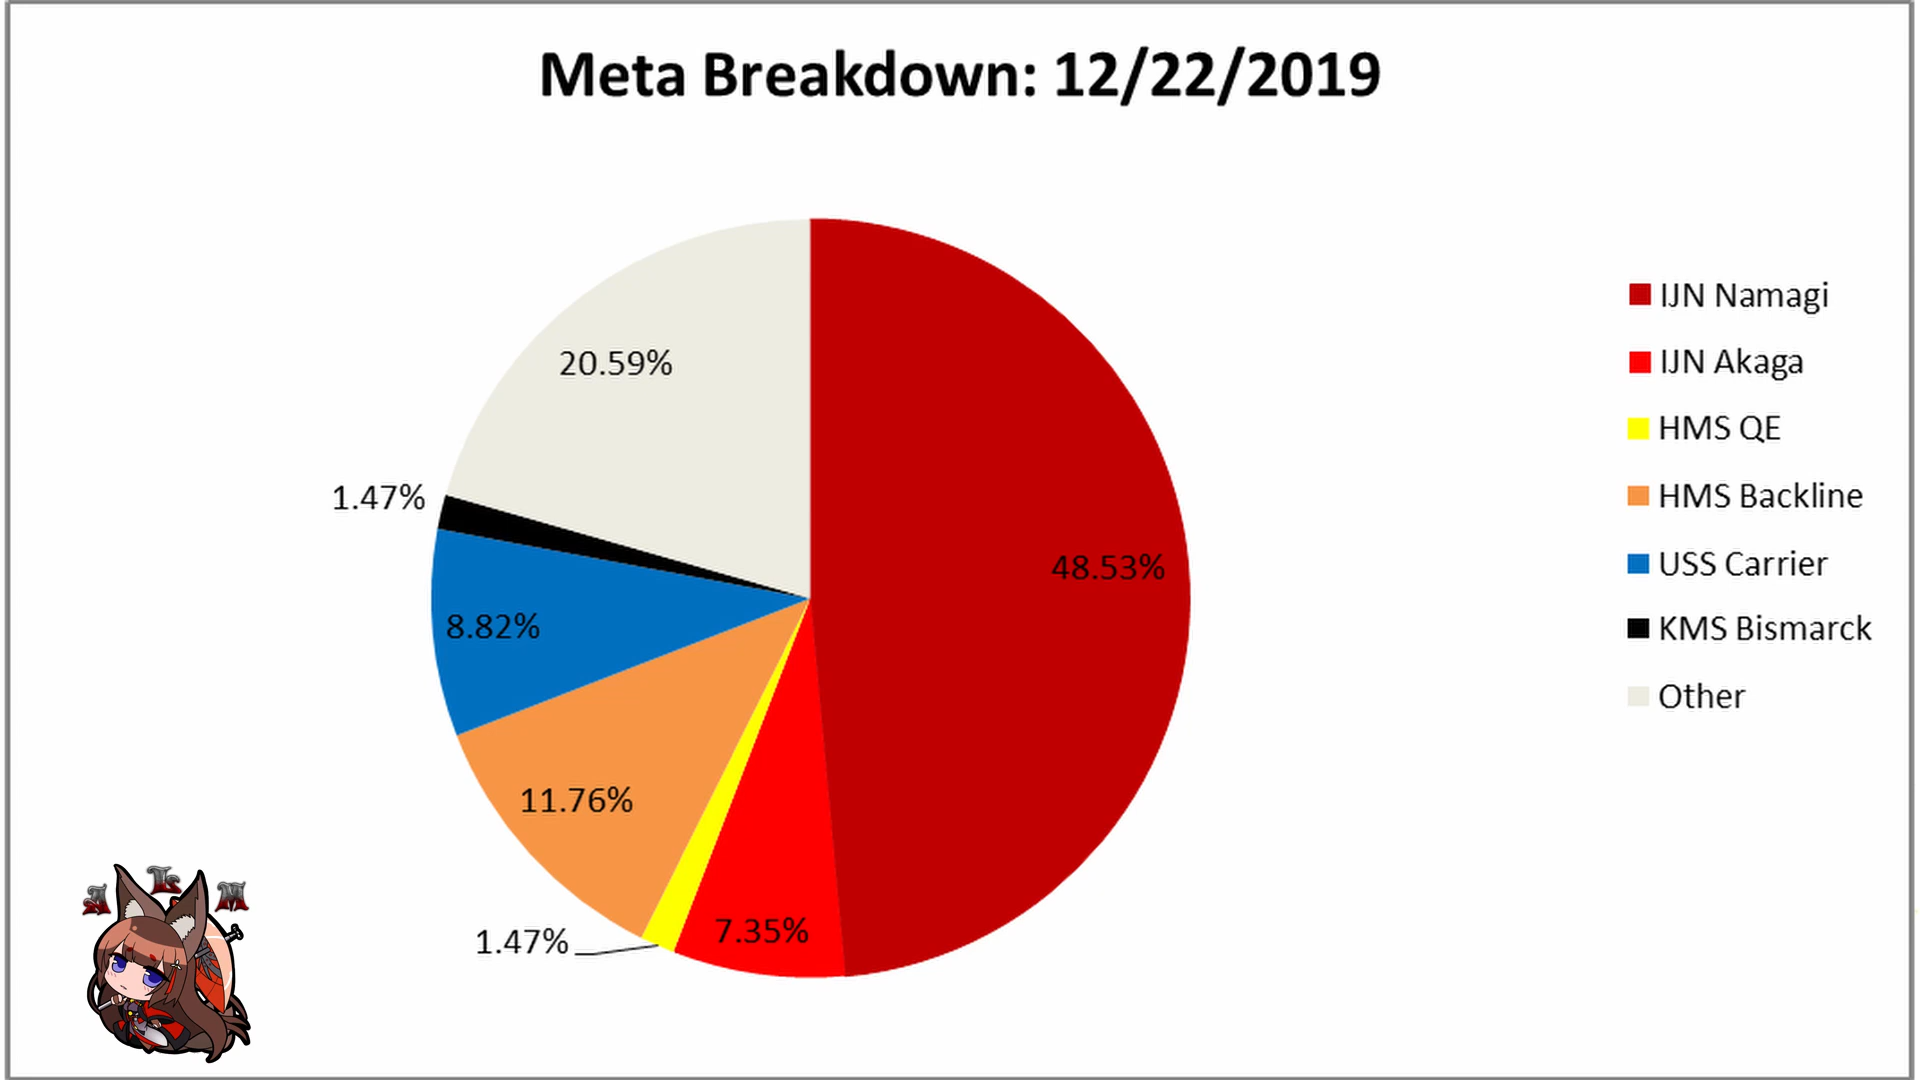 Meta Breakdown: 12/22/2019
20.59%
1.47%
8.82%
11.76%
1.47%
7.35%
48.53%
IJN Namagi
IJN Akaga
HMS QE
HMS Backline
USS Carrier
KMS Bismarck
Other